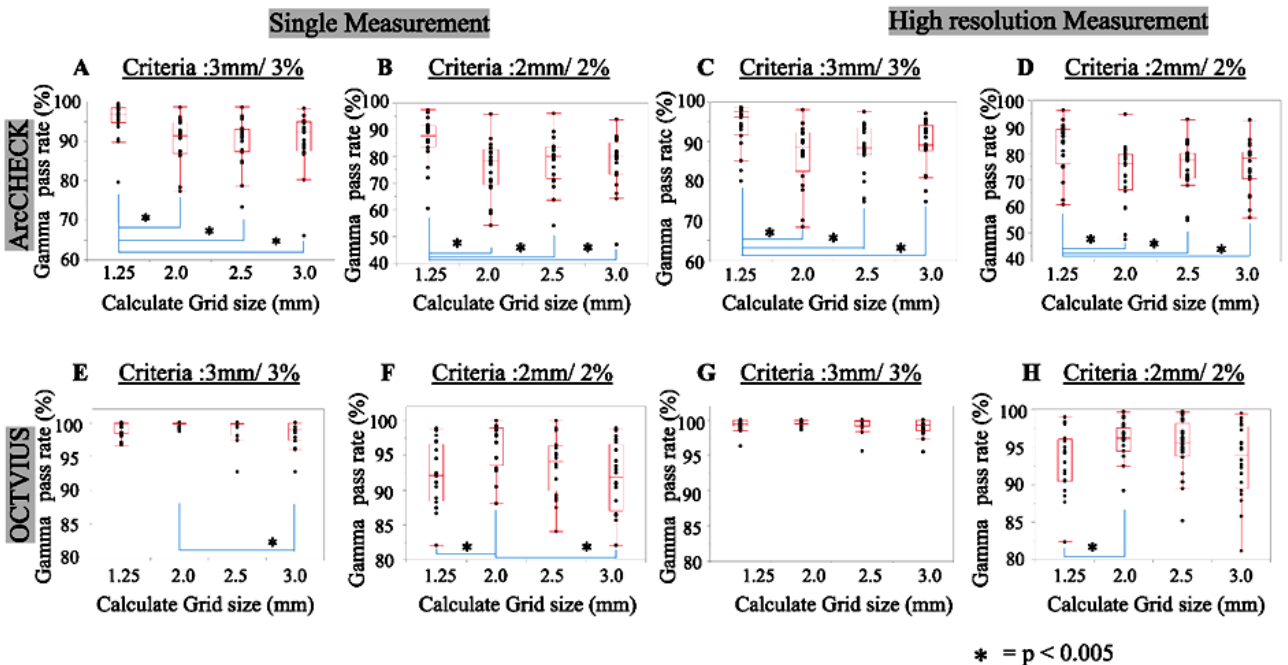 Single Measurement
High resolution Measurement
A Criteria :3mm/ 3%
B Criteria :2mm/ 2%
C Criteria :3mm/ 3%
D Criteria :2mm/ 2%
ArcCHECK
Gamma pass rate (%)
100
90
80
70
60
1.25 2.0 2.5 3.0
Calculate Grid size (mm)
Gamma pass rate (%)
100
90
80
70
60
50
40
1.25 2.0 2.5 3.0
Calculate Grid size (mm)
Gamma pass ratc (%)
100
90
80
70
60
1.25 2.0 2.5 3.0
Calculate Grid size (mm)
Gamma pass rate (%)
100
90
80
70
60
50
40
1.25 2.0 2.5 3.0
Calculate Grid size (mm)
* * *
* * *
* * *
* * *
E Criteria :3mm/ 3%
F Criteria :2mm/ 2%
G Criteria :3mm/ 3%
H Criteria :2mm/ 2%
OCTVIUS
Gamma pass rate (%)
100
95
90
85
80
1.25 2.0 2.5 3.0
Calculate Grid size (mm)
Gamma pass rate (%)
100
95
90
85
80
1.25 2.0 2.5 3.0
Calculate Grid size (mm)
Gamma pass rate (%)
100
95
90
85
80
1.25 2.0 2.5 3.0
Calculate Grid size (mm)
Gamma pass rate (%)
100
95
90
85
80
1.25 2.0 2.5 3.0
Calculate Grid size (mm)
*
* *
*
* = p < 0.005